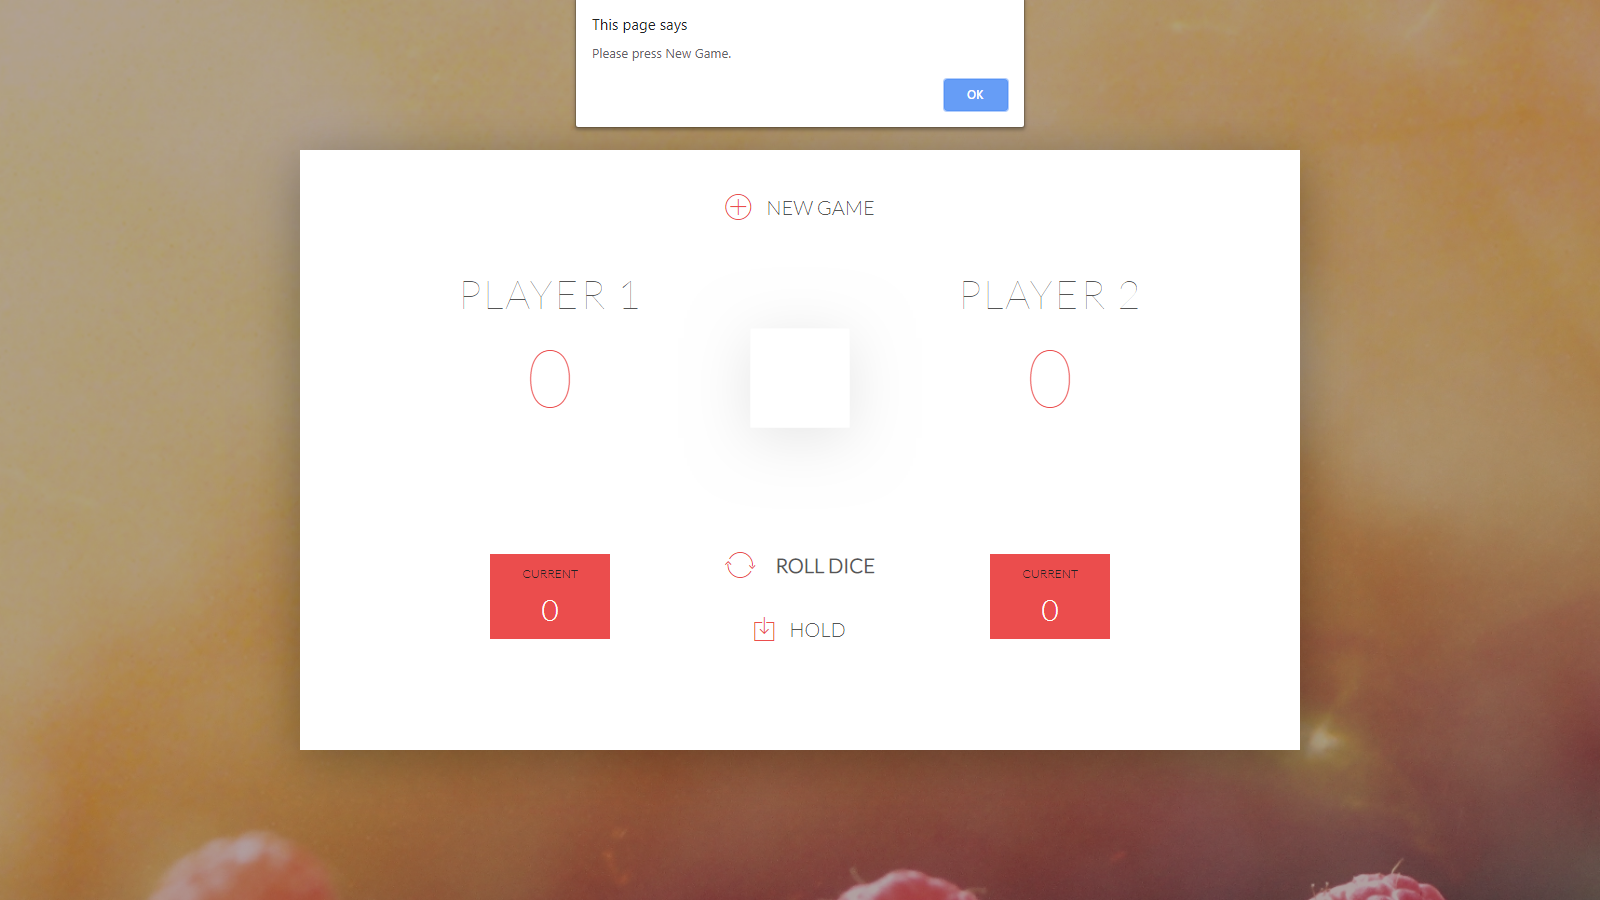 This page says
Please press New Game.
OK
NEW GAME
PLAYER 1
PLAYER 2
0
0
CURRENT
0
ROLL DICE
HOLD
CURRENT
0